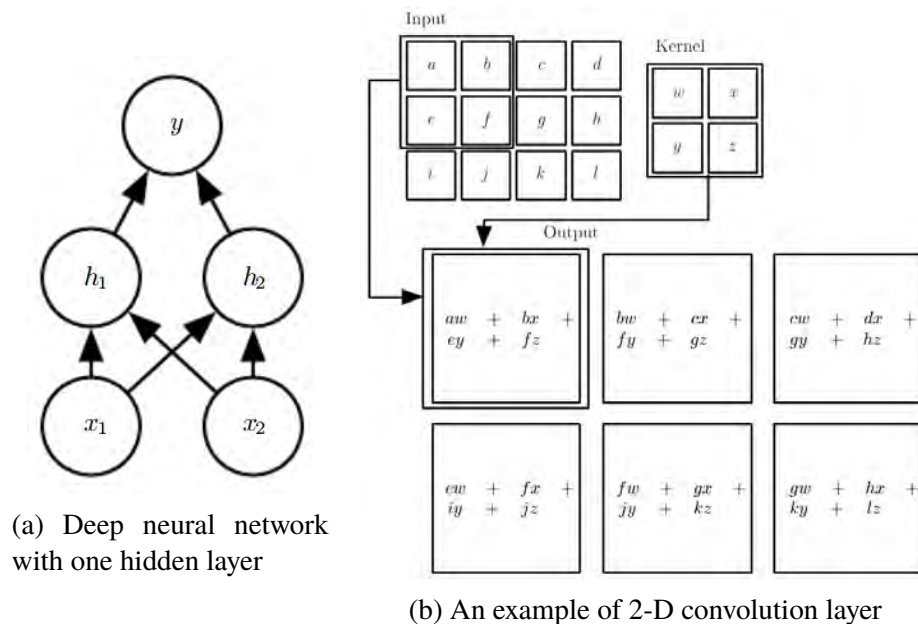 y
h₁ h₂
x₁ x₂
(a) Deep neural network
with one hidden layer
Input
a b c d
e f g h
i j k l
Kernel
w x
y z
Output
aw + bx +
ey + fz
bw + cx +
fy + gz
cw + dx +
gy + hz
ew + fx +
iy + jz
fw + gx +
jy + kz
gw + hx +
ky + lz
(b) An example of 2-D convolution layer